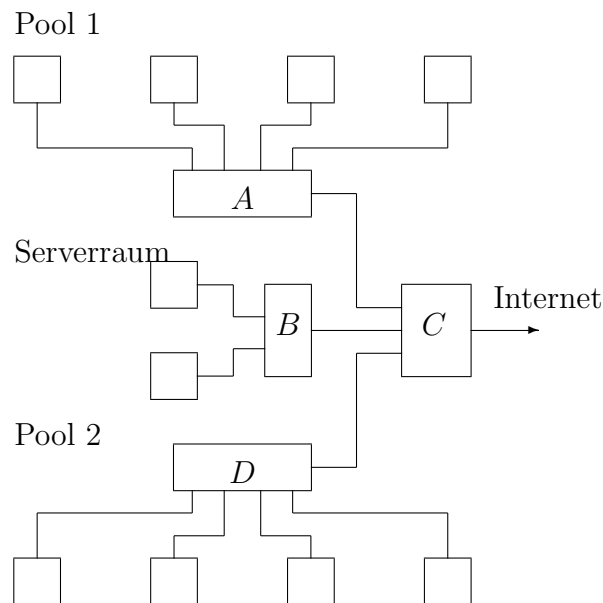 Pool 1
A
Serverraum
Internet
B
C
Pool 2
D